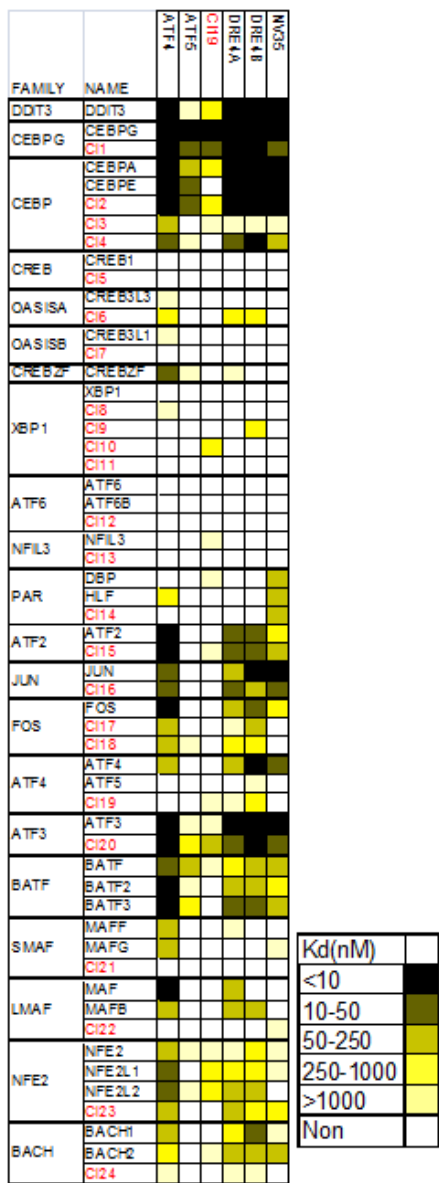 ATF4 ATF5 CI19 DRE4A DRE4B NY35
FAMILY NAME
DDIT3 DDIT3
CEBPG CEBPG
CI1
CEBP CEBPA
CEBPE
CI2
CI3
CI4
CREB CREB1
CI5
OASISA CREB3L3
CI6
OASISB CREB3L1
CI7
CREBZF CREBZF
XBP1 XBP1
CI8
CI9
CI10
CI11
ATF6 ATF6
ATF6B
CI12
NFIL3 NFIL3
CI13
PAR DBP
HLF
CI14
ATF2 ATF2
CI15
JUN JUN
CI16
FOS FOS
CI17
CI18
ATF4 ATF4
ATF5
CI19
ATF3 ATF3
CI20
BATF BATF
BATF2
BATF3
SMAF MAFF
MAFG
CI21
LMAF MAF
MAFB
CI22
NFE2 NFE2
NFE2L1
NFE2L2
CI23
BACH BACH1
BACH2
CI24
Kd(nM)
<10
10-50
50-250
250-1000
>1000
Non